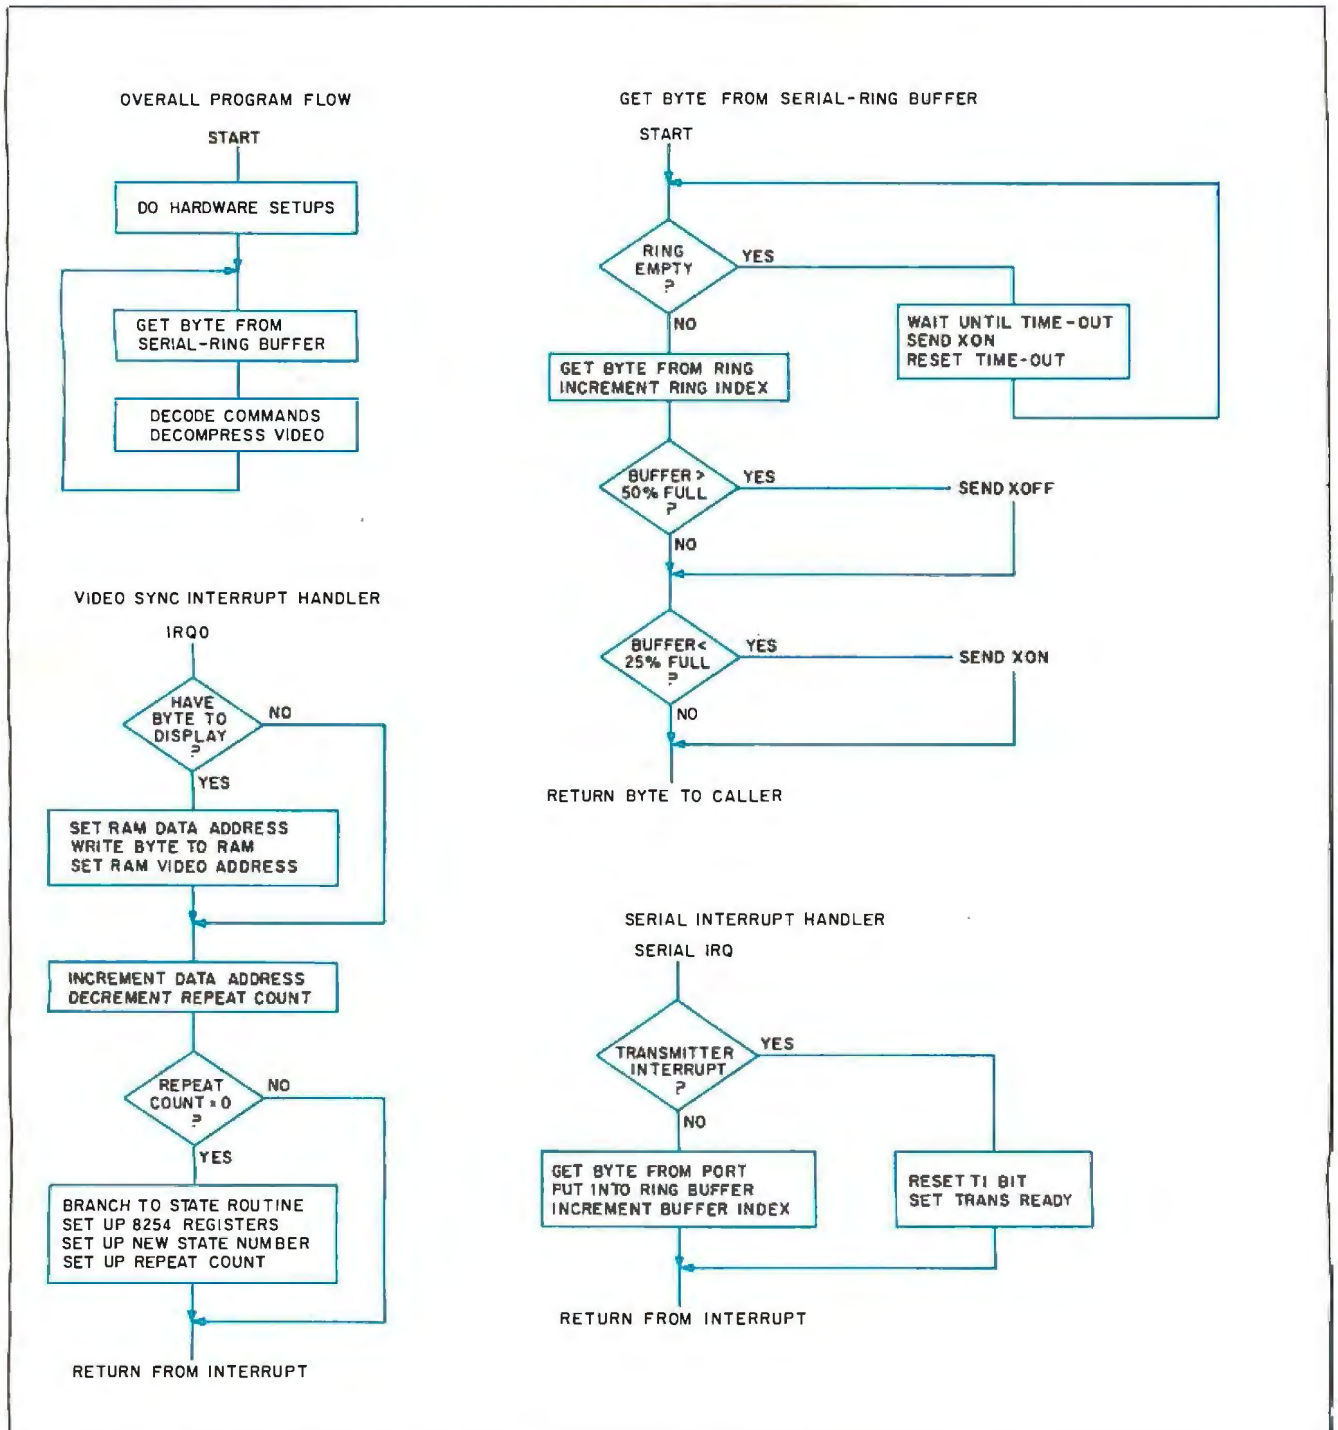 OVERALL PROGRAM FLOW
START
DO HARDWARE SETUPS
GET BYTE FROM
SERIAL-RING BUFFER
DECODE COMMANDS
DECOMPRESS VIDEO
GET BYTE FROM SERIAL-RING BUFFER
START
RING
EMPTY
?
YES
NO
WAIT UNTIL TIME-OUT
SEND XON
RESET TIME-OUT
GET BYTE FROM RING
INCREMENT RING INDEX
BUFFER >
50% FULL
?
YES
SEND XOFF
NO
BUFFER <
25% FULL
?
YES
SEND XON
NO
RETURN BYTE TO CALLER
VIDEO SYNC INTERRUPT HANDLER
IRQ0
HAVE
BYTE TO
DISPLAY
?
NO
YES
SET RAM DATA ADDRESS
WRITE BYTE TO RAM
SET RAM VIDEO ADDRESS
INCREMENT DATA ADDRESS
DECREMENT REPEAT COUNT
REPEAT
COUNT = 0
?
NO
YES
BRANCH TO STATE ROUTINE
SET UP 8254 REGISTERS
SET UP NEW STATE NUMBER
SET UP REPEAT COUNT
RETURN FROM INTERRUPT
SERIAL INTERRUPT HANDLER
SERIAL IRQ
TRANSMITTER
INTERRUPT
?
YES
NO
GET BYTE FROM PORT
PUT INTO RING BUFFER
INCREMENT BUFFER INDEX
RESET TI BIT
SET TRANS READY
RETURN FROM INTERRUPT